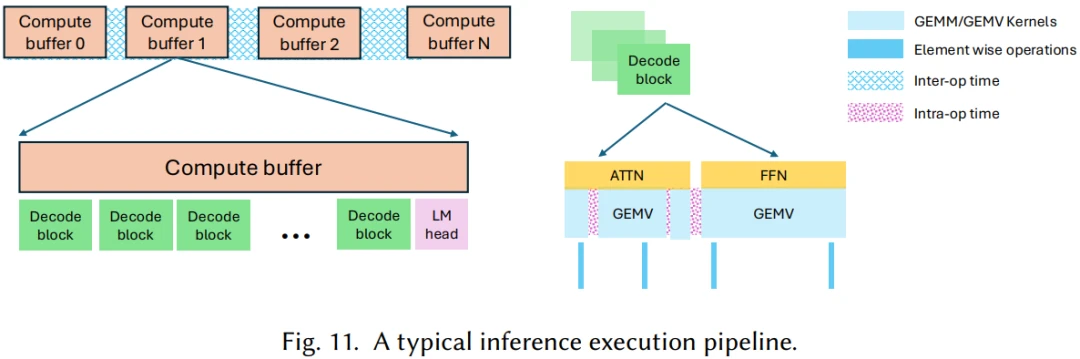 Compute
buffer 0
Compute
buffer 1
Compute
buffer 2
Compute
buffer N
Compute buffer
Decode
block
Decode
block
Decode
block
...
Decode
block
LM
head
Decode
block
ATTN
FFN
GEMV
GEMV
GEMM/GEMV Kernels
Element wise operations
Inter-op time
Intra-op time
Fig. 11. A typical inference execution pipeline.